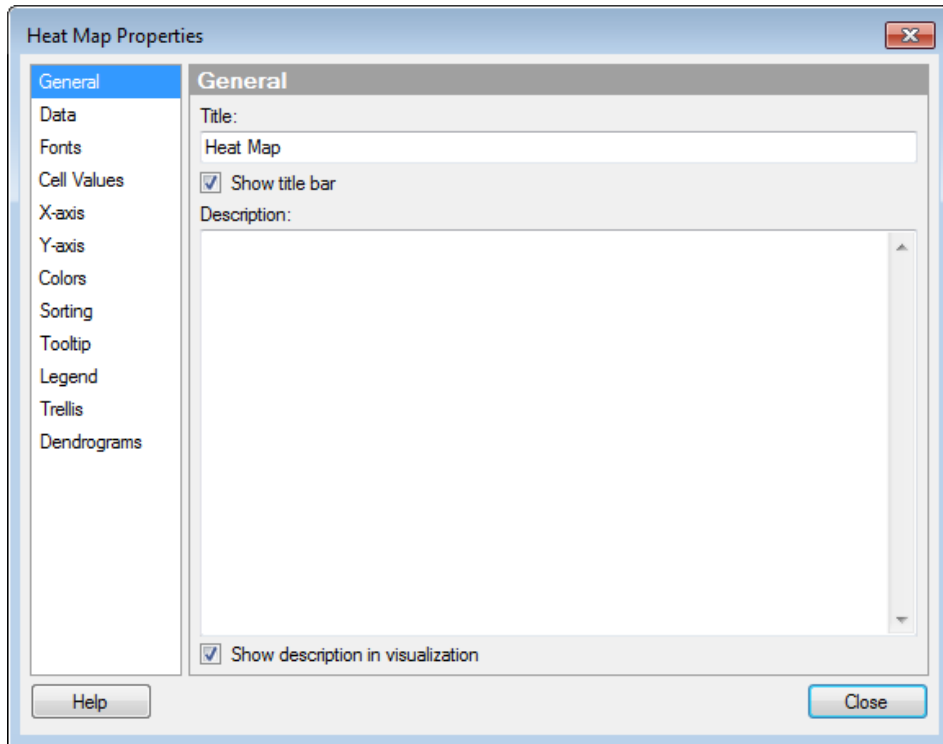 Heat Map Properties
General
Data
Fonts
Cell Values
X-axis
Y-axis
Colors
Sorting
Tooltip
Legend
Trellis
Dendrograms
General
Title:
Heat Map
Show title bar
Description:
Show description in visualization
Help
Close